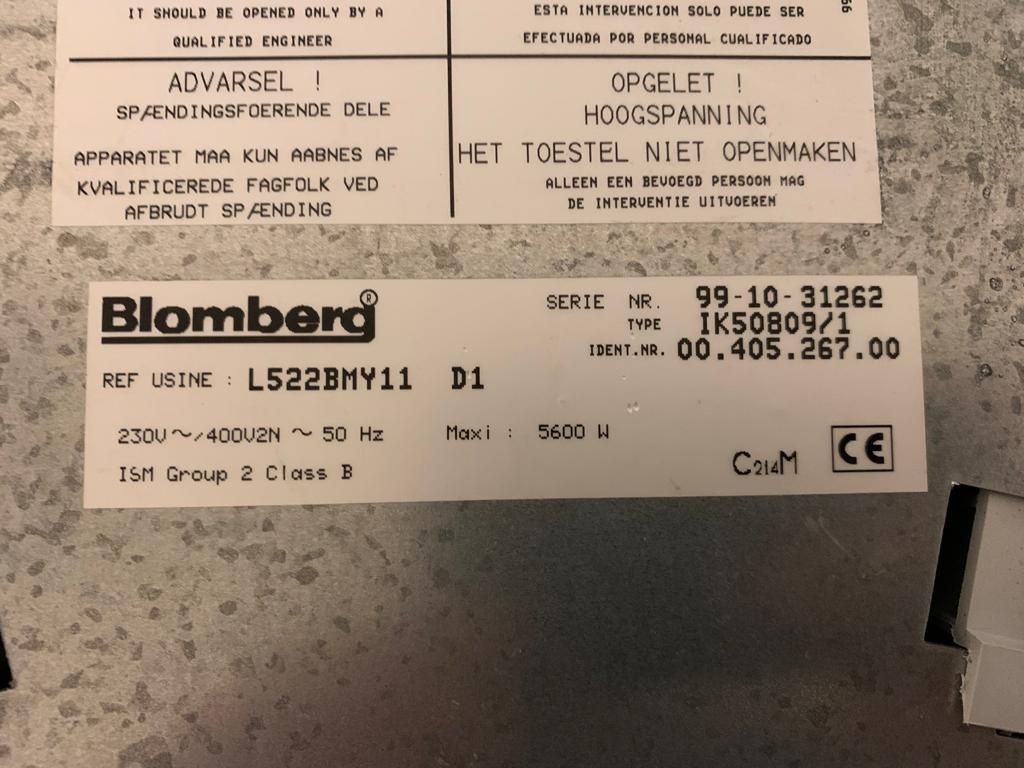 IT SHOULD BE OPENED ONLY BY A
QUALIFIED ENGINEER
ESTA INTERVENCION SOLO PUEDE SER
EFECTUADA POR PERSONAL CUALIFICADO
ADVARSEL !
SPÆNDINGSFOERENDE DELE
APPARATET MAA KUN AABNES AF
KVALIFICEREDE FAGFOLK VED
AFBRUDT SPÆNDING
OPGELET !
HOOGSPANNING
HET TOESTEL NIET OPENMAKEN
ALLEEN EEN BEVOEGD PERSOON MAG
DE INTERVENTIE UITVOEREN
Blomberg®
SERIE NR. 99-10-31262
TYPE IK50809/1
IDENT.NR. 00.405.267.00
REF USINE : L522BMY11 D1
230V ~/400V2N ~ 50 Hz Maxi : 5600 W
ISM Group 2 Class B
C214M CE